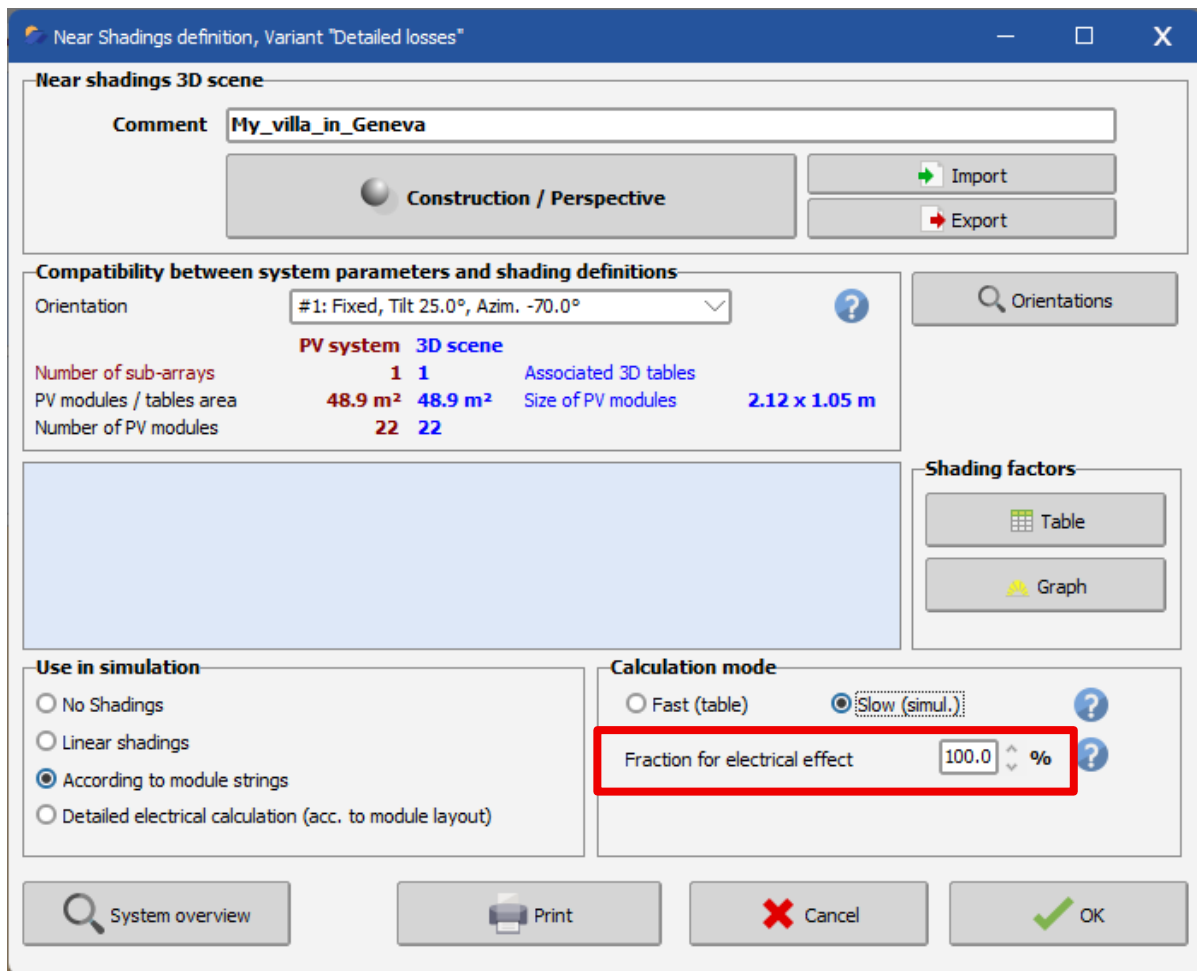 Near Shadings definition, Variant "Detailed losses"
Near shadings 3D scene
Comment My_villa_in_Geneva
Construction / Perspective
Import
Export
Compatibility between system parameters and shading definitions
Orientation #1: Fixed, Tilt 25.0°, Azim. -70.0°
Orientations
PV system 3D scene
Number of sub-arrays 1 1 Associated 3D tables
PV modules / tables area 48.9 m² 48.9 m² Size of PV modules 2.12 x 1.05 m
Number of PV modules 22 22
Shading factors
Table
Graph
Use in simulation
No Shadings
Linear shadings
According to module strings
Detailed electrical calculation (acc. to module layout)
Calculation mode
Fast (table) Slow (simul.)
Fraction for electrical effect 100.0 %
System overview Print Cancel OK